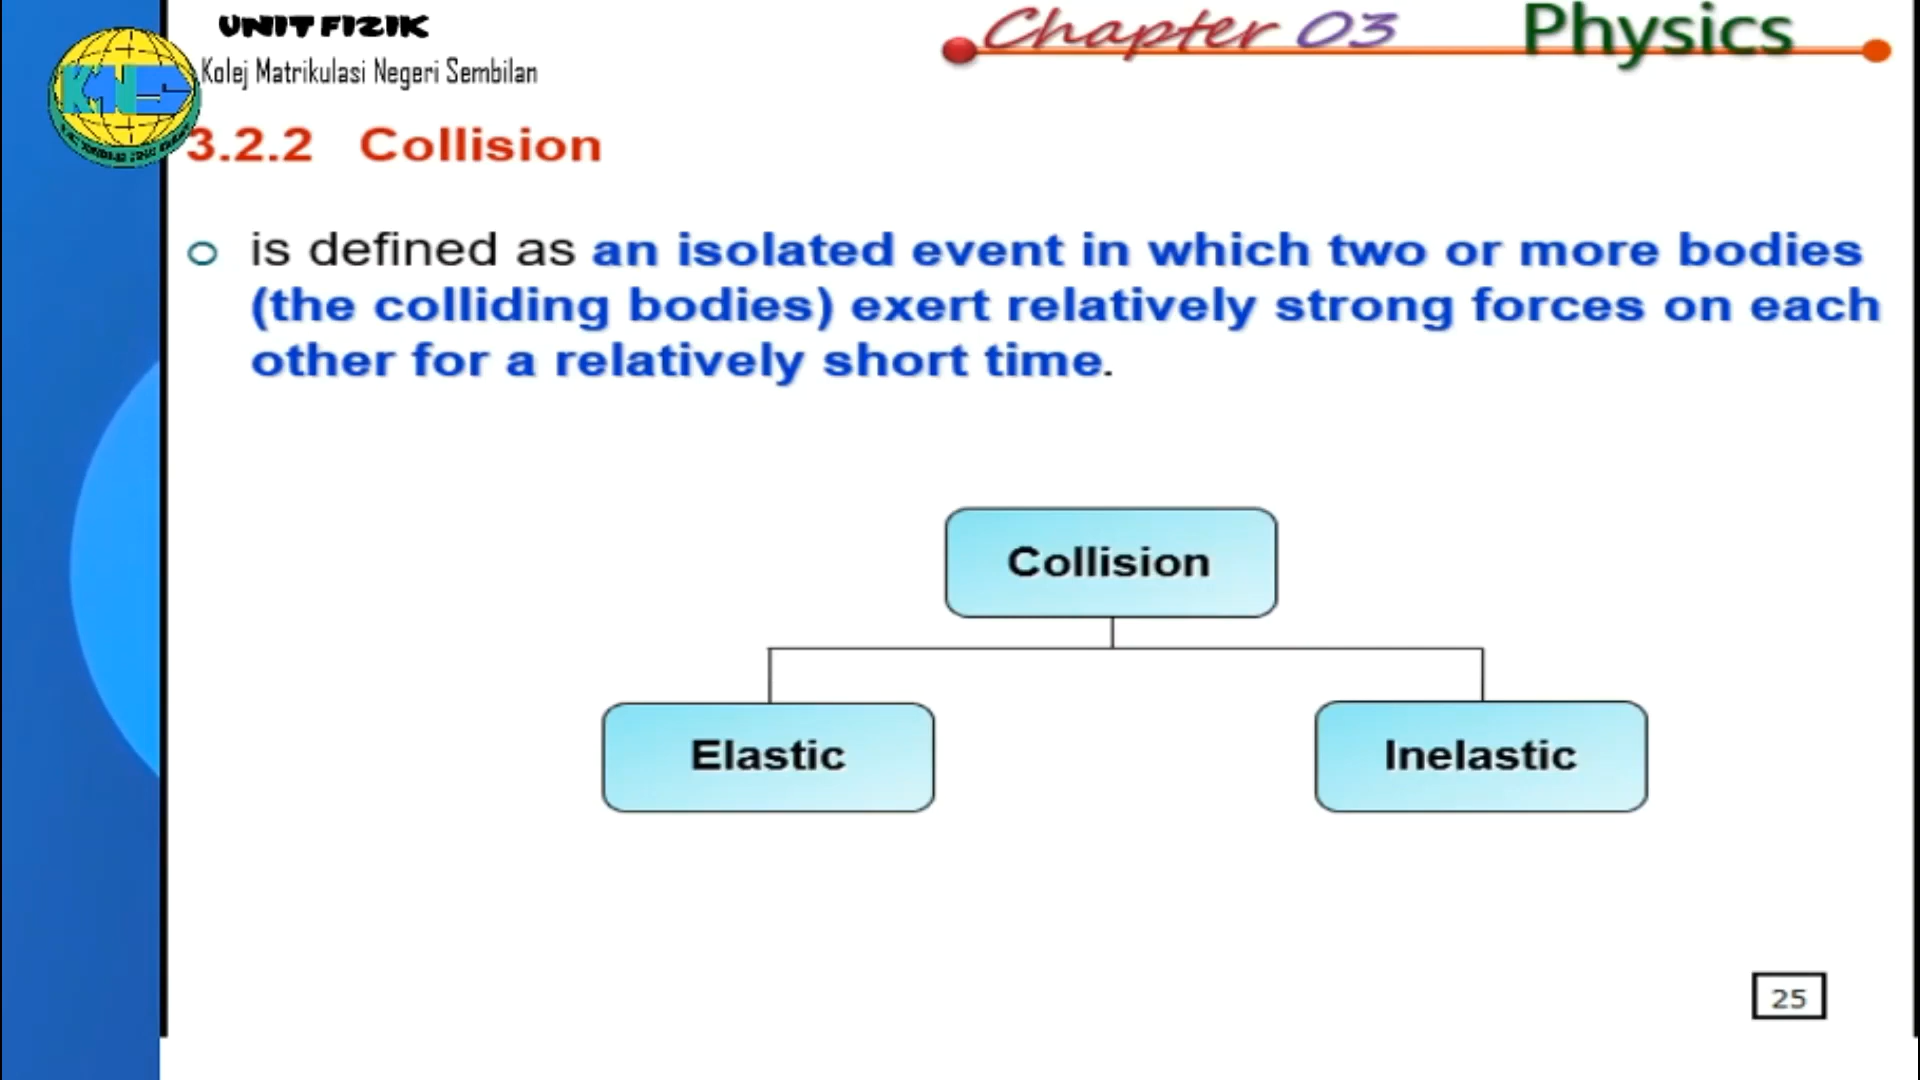 UNIT FIZIK
Kolej Matrikulasi Negeri Sembilan
Chapter 03 Physics
3.2.2 Collision
is defined as an isolated event in which two or more bodies
(the colliding bodies) exert relatively strong forces on each
other for a relatively short time.
Collision
Elastic Inelastic
25